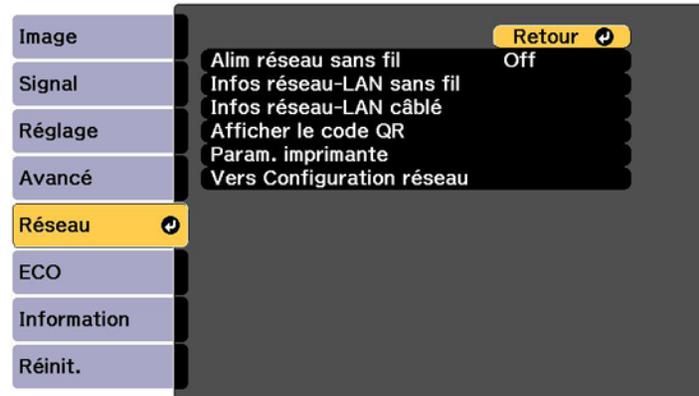 Image
Signal
Réglage
Avancé
Réseau
ECO
Information
Réinit.
Retour
Alim réseau sans fil Off
Infos réseau-LAN sans fil
Infos réseau-LAN câblé
Afficher le code QR
Param. imprimante
Vers Configuration réseau